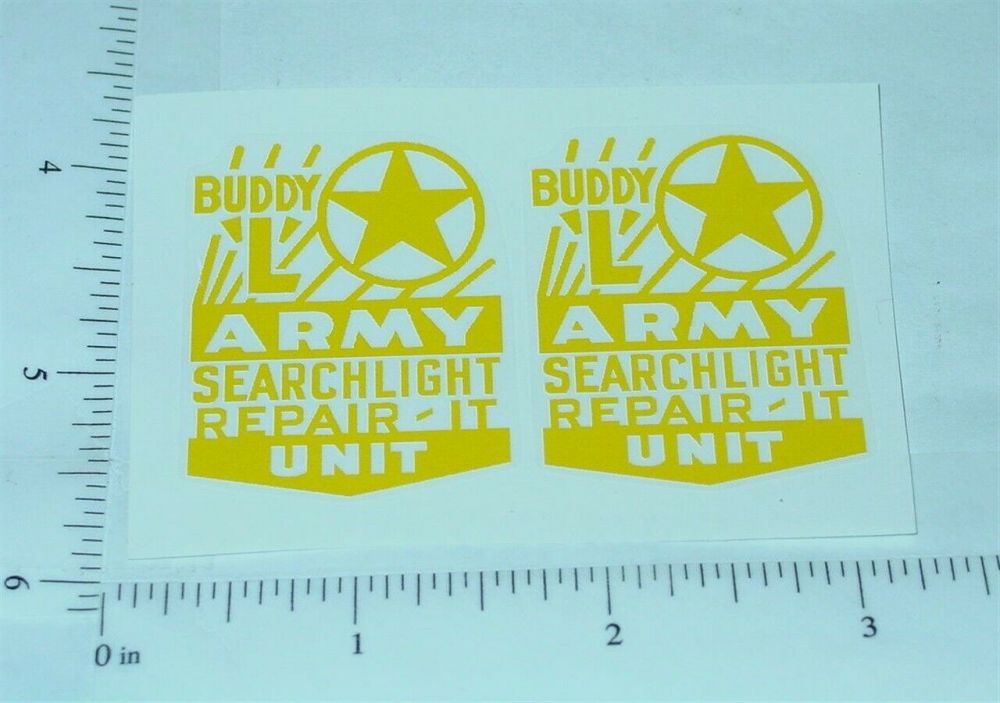 BUDDY
"L"
ARMY
SEARCHLIGHT
REPAIR-IT
UNIT
BUDDY
"L"
ARMY
SEARCHLIGHT
REPAIR-IT
UNIT
4
5
6
0 in
1
2
3